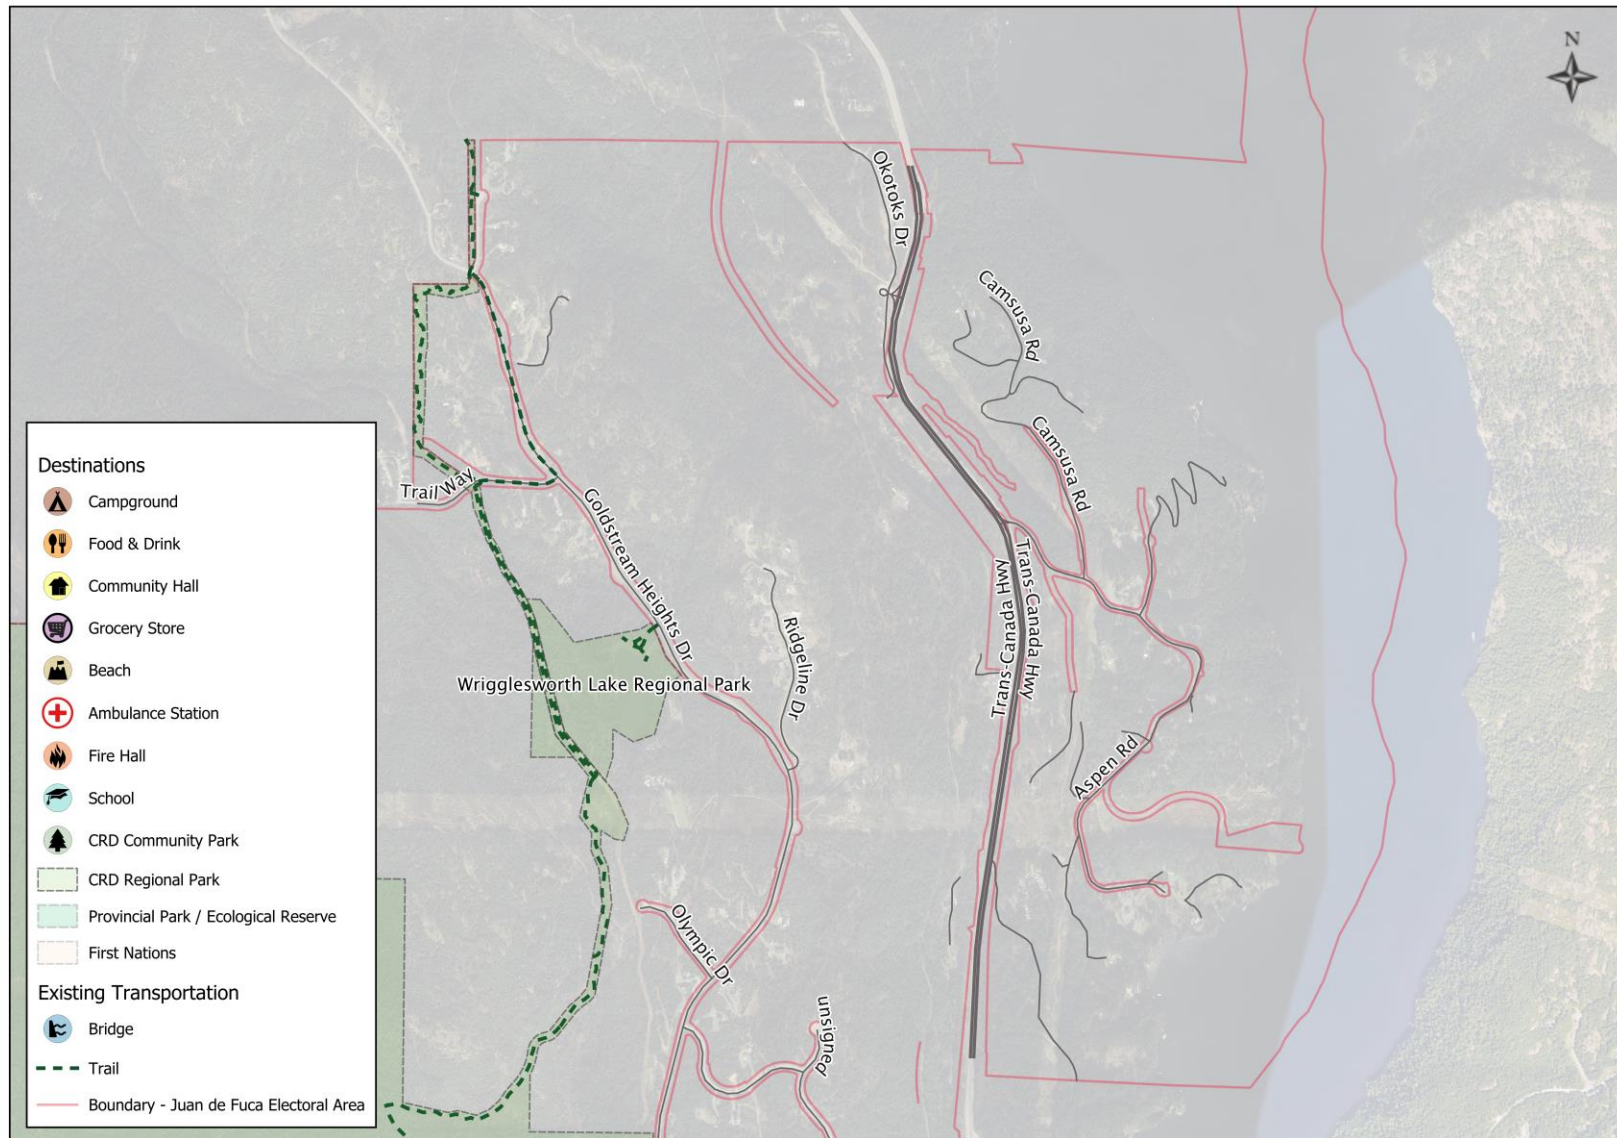 N
Okotoks Dr
Camsusa Rd
Camsusa Rd
Trail Way
Goldstream Heights Dr
Trans-Canada Hwy
Trans-Canada Hwy
Ridgeline Dr
Wrigglesworth Lake Regional Park
Aspen Rd
Olympic Dr
unsigned
Destinations
Campground
Food & Drink
Community Hall
Grocery Store
Beach
Ambulance Station
Fire Hall
School
CRD Community Park
CRD Regional Park
Provincial Park / Ecological Reserve
First Nations
Existing Transportation
Bridge
Trail
Boundary - Juan de Fuca Electoral Area